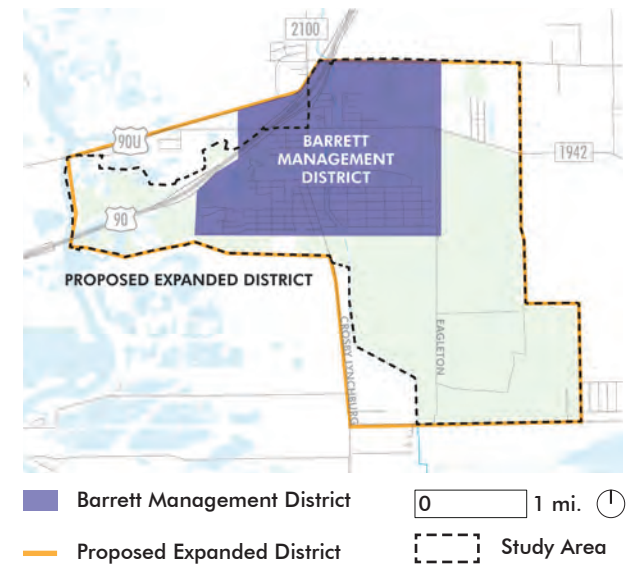 2100
90U
BARRETT
MANAGEMENT
DISTRICT
1942
90
PROPOSED EXPANDED DISTRICT
CROSBY LYNCHBURG
EAGLETON
Barrett Management District
0 1 mi.
Proposed Expanded District
Study Area